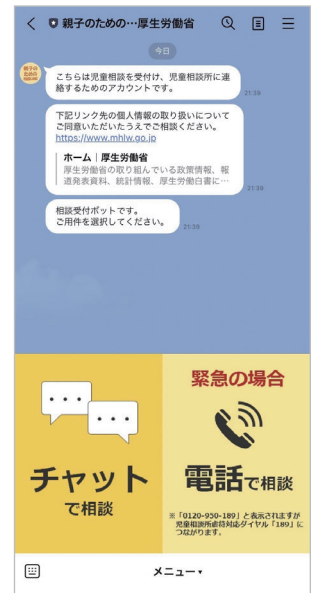 親子のための…厚生労働省
今日
親子の
ための
こちらは児童相談を受付け、児童相談所に連
絡するためのアカウントです。
21:39
下記リンク先の個人情報の取り扱いについて
ご同意いただいたうえでご相談ください。
https://www.mhlw.go.jp
ホーム｜厚生労働省
厚生労働省の取り組んでいる政策情報、報
道発表資料、統計情報、厚生労働白書に…
21:39
相談受付ボットです。
ご用件を選択してください。
21:39
チャット
で相談
緊急の場合
電話で相談
※「0120-950-189」と表示されますが
児童相談所虐待対応ダイヤル「189」に
つながります。
メニュー▾